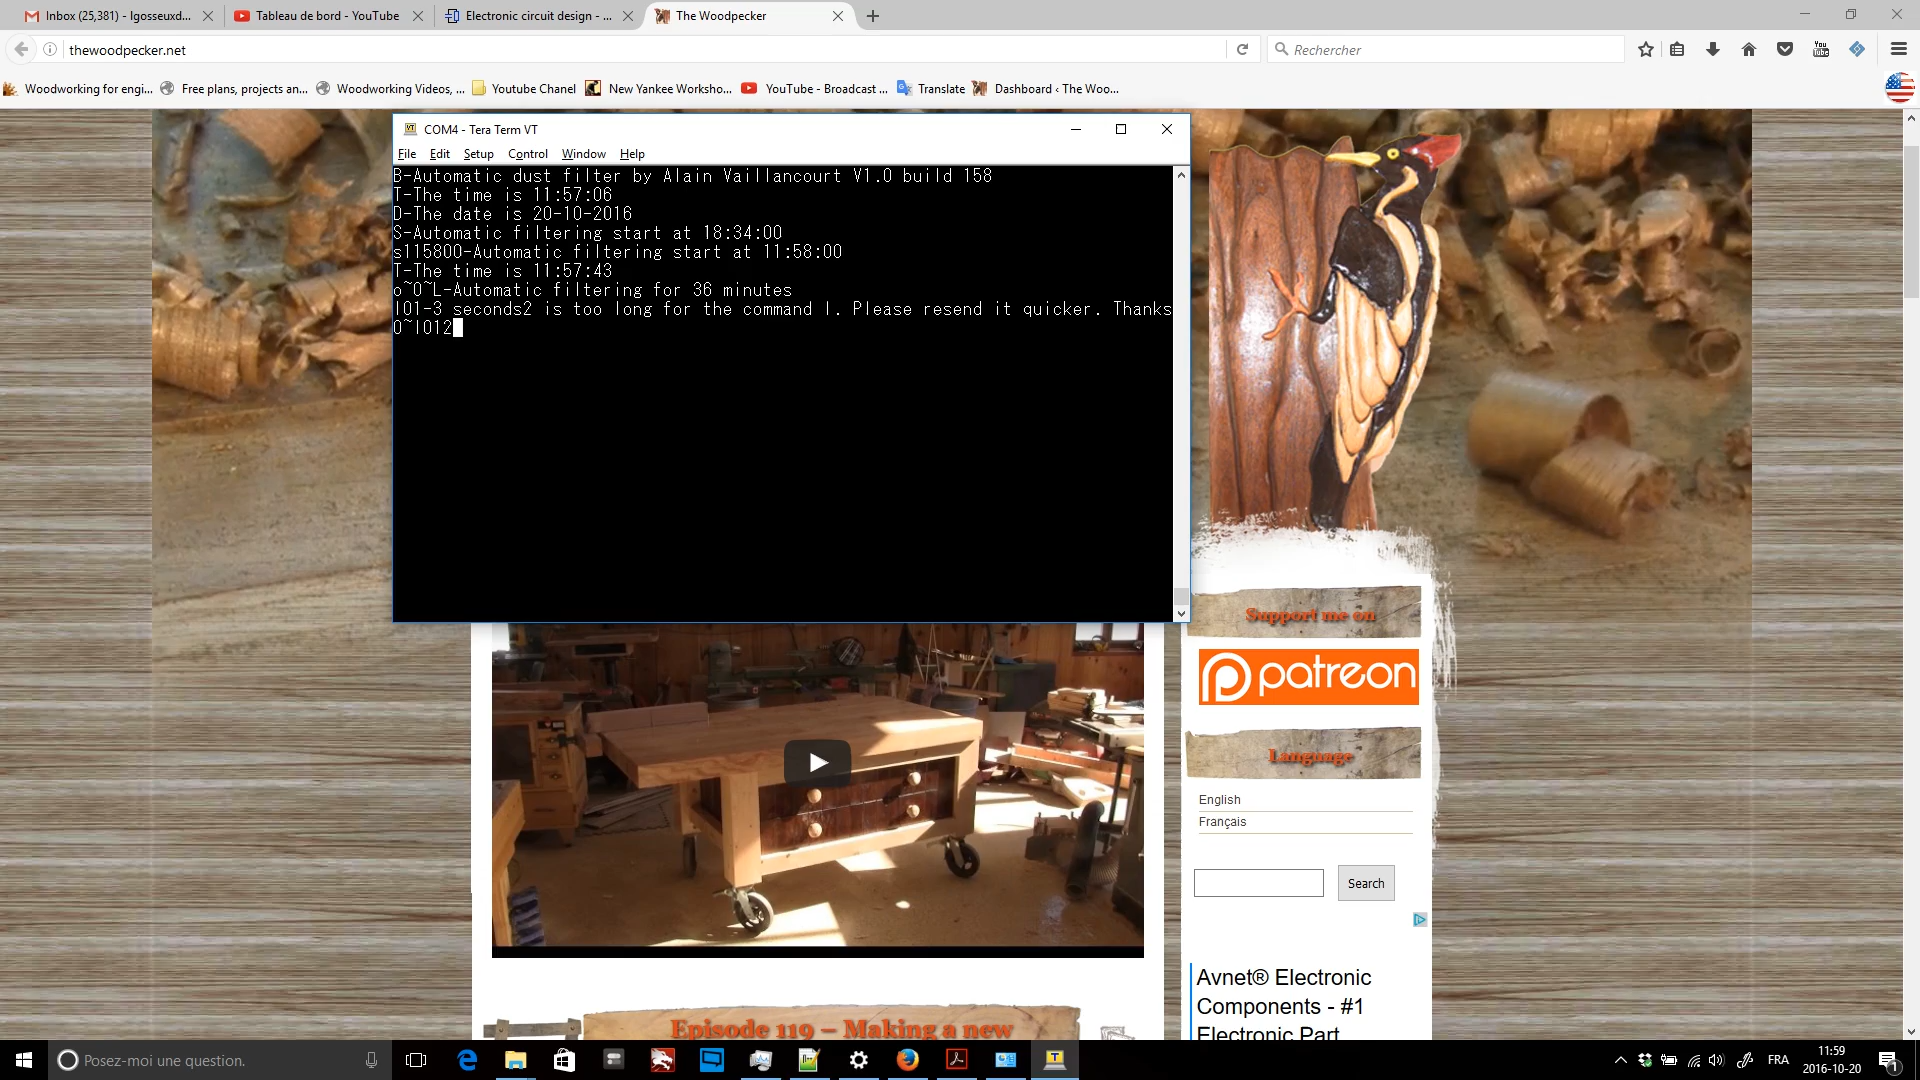 Inbox (25,381) - lgosseuxd...
Tableau de bord - YouTube
Electronic circuit design - ...
The Woodpecker
thewoodpecker.net
Rechercher
Woodworking for engi...
Free plans, projects an...
Woodworking Videos, ...
Youtube Chanel
New Yankee Worksho...
YouTube - Broadcast ...
Translate
Dashboard ‹ The Woo...
COM4 - Tera Term VT
File Edit Setup Control Window Help
B-Automatic dust filter by Alain Vaillancourt V1.0 build 158
T-The time is 11:57:06
D-The date is 20-10-2016
S-Automatic filtering start at 18:34:00
s115800-Automatic filtering start at 11:58:00
T-The time is 11:57:43
o~O~L-Automatic filtering for 36 minutes
l01-3 seconds2 is too long for the command l. Please resend it quicker. Thanks
O~l012
Support me on
patreon
Language
English
Français
Search
Avnet® Electronic
Components - #1
Electronic Part
Episode 119 – Making a new
Posez-moi une question.
FRA
11:59
2016-10-20